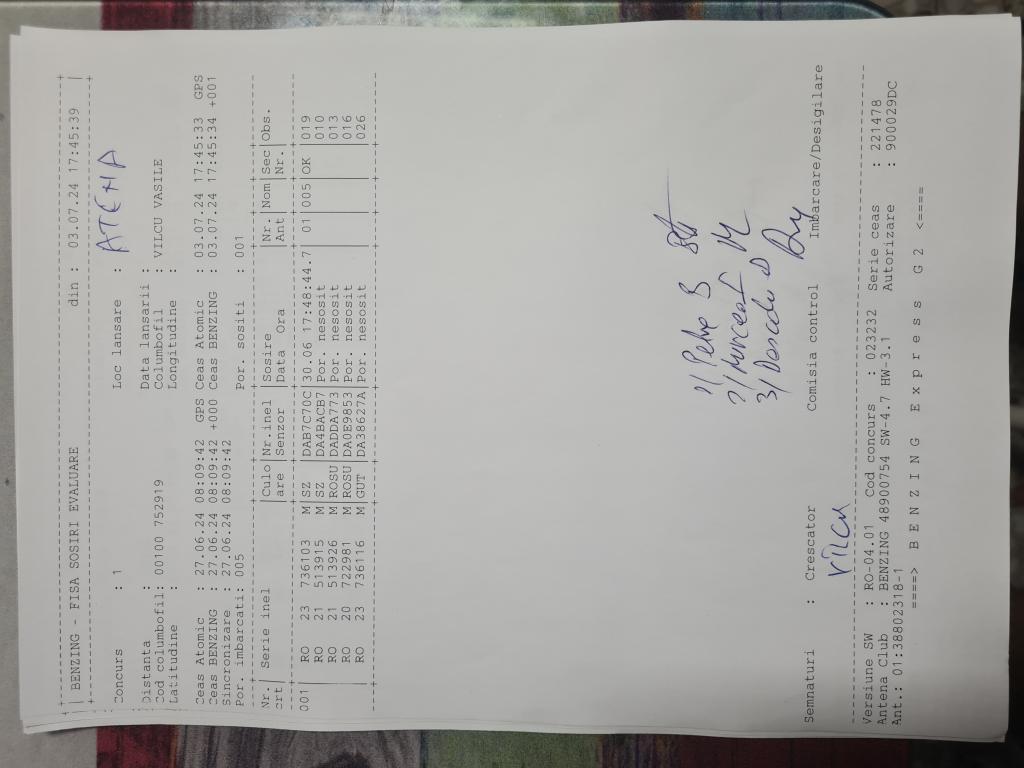 BENZING - FISA SOSIRI EVALUARE din : 03.07.24 17:45:39
Concurs : 1 Loc lansare : ATENA
Distanta : Data lansarii :
Cod columbofil: 00100 752919 Columbofil : VILCU VASILE
Latitudine : Longitudine :
Ceas Atomic : 27.06.24 08:09:42 GPS Ceas Atomic : 03.07.24 17:45:33 GPS
Ceas BENZING : 27.06.24 08:09:42 +000 Ceas BENZING : 03.07.24 17:45:34 +001
Sincronizare : 27.06.24 08:09:42
Por. imbarcati: 005 Por. sositi : 001
Nr. | Serie inel |Culo|Nr.inel |Sosire |Nr. |Nom|Sec|Obs.
crt| |are |Senzor |Data Ora |Ant | |Nr.|
001 | RO 23 736103 M|SZ |DAB7C70C|30.06 17:48:44.7| 01|005|OK |019
RO 21 513915 M|SZ |DA4BACB7|Por. nesosit | | | |010
RO 21 513926 M|ROSU|DADDA773|Por. nesosit | | | |013
RO 20 722981 M|ROSU|DA0E9853|Por. nesosit | | | |016
RO 23 736116 M|GUT |DA38627A|Por. nesosit | | | |026
1/ Petre B
2/
3/
Semnaturi : Crescator Comisia control Imbarcare/Desigilare
VÎLCU
Versiune SW : RO-04.01 Cod concurs : 023232 Serie ceas : 221478
Antena Club : BENZING 48900754 SW-4.7 HW-3.1 Autorizare : 900029DC
Ant.: 01:38802318-1
====> B E N Z I N G E x p r e s s G 2 <====